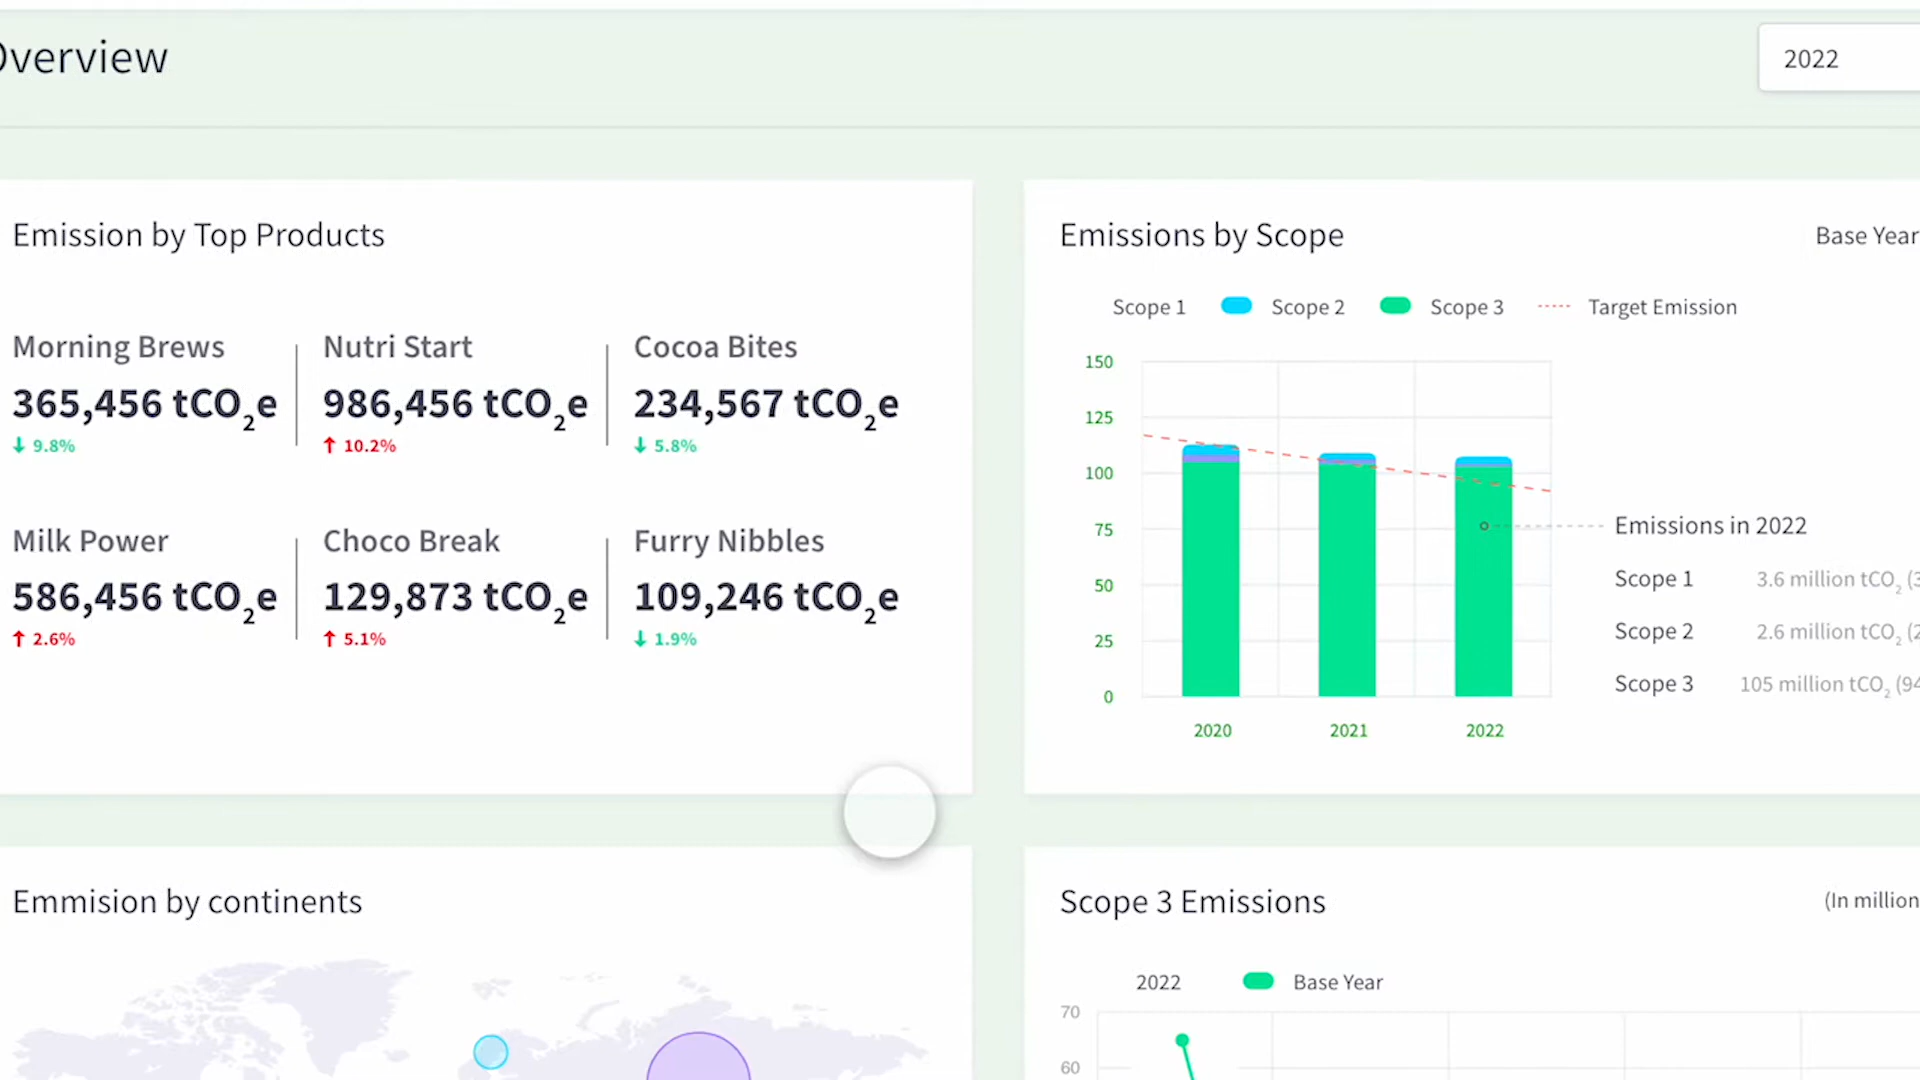 Overview
2022
Emission by Top Products
Morning Brews
365,456 tCO2e
↓ 9.8%
Nutri Start
986,456 tCO2e
↑ 10.2%
Cocoa Bites
234,567 tCO2e
↓ 5.8%
Milk Power
586,456 tCO2e
↑ 2.6%
Choco Break
129,873 tCO2e
↑ 5.1%
Furry Nibbles
109,246 tCO2e
↓ 1.9%
Emissions by Scope
Base Year
Scope 1 Scope 2 Scope 3 Target Emission
150
125
100
75
50
25
0
2020 2021 2022
Emissions in 2022
Scope 1 3.6 million tCO2 (3
Scope 2 2.6 million tCO2 (2
Scope 3 105 million tCO2 (94
Emmision by continents
Scope 3 Emissions
(In million
2022 Base Year
70
60